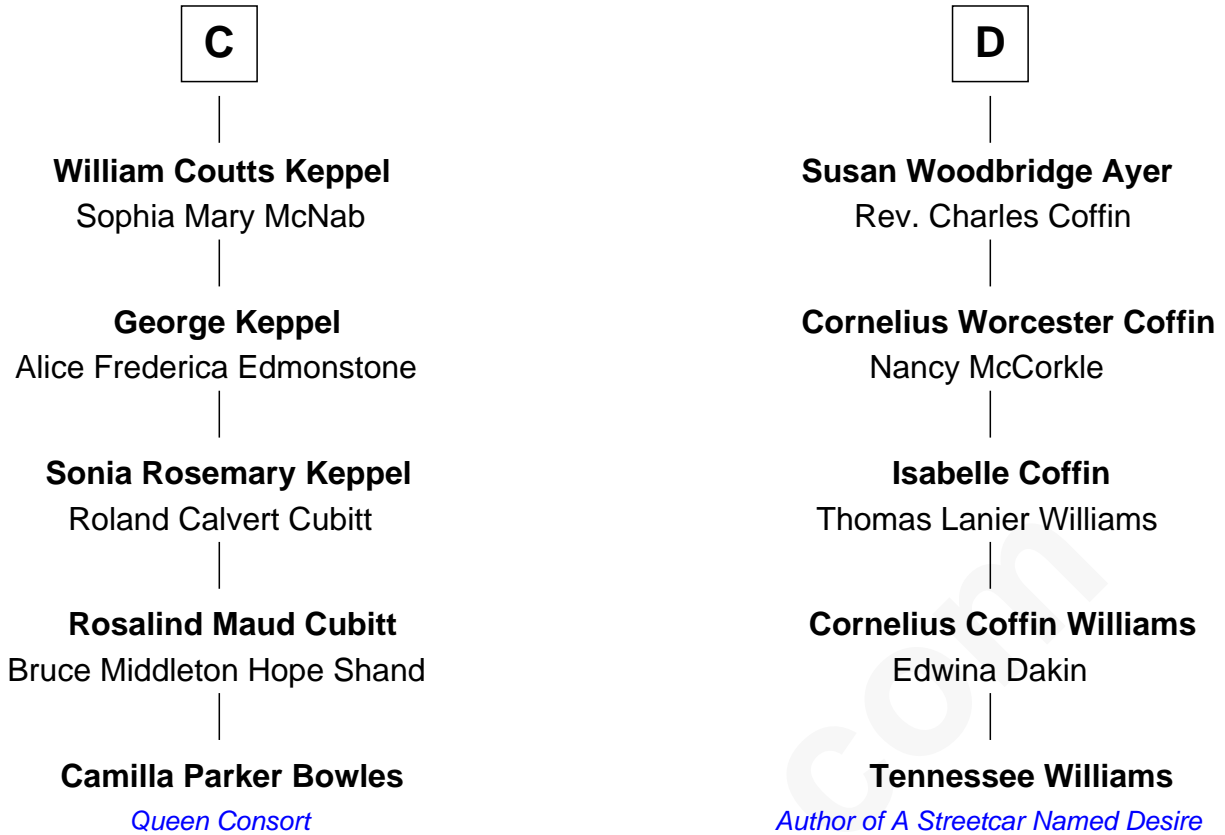 C
William Coutts Keppel
Sophia Mary McNab
George Keppel
Alice Frederica Edmonstone
Sonia Rosemary Keppel
Roland Calvert Cubitt
Rosalind Maud Cubitt
Bruce Middleton Hope Shand
Camilla Parker Bowles
Queen Consort
D
Susan Woodbridge Ayer
Rev. Charles Coffin
Cornelius Worcester Coffin
Nancy McCorkle
Isabelle Coffin
Thomas Lanier Williams
Cornelius Coffin Williams
Edwina Dakin
Tennessee Williams
Author of A Streetcar Named Desire
com